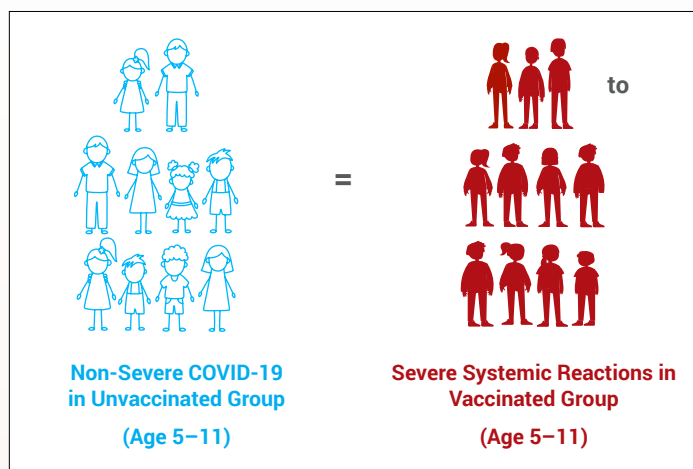 to
=
Non-Severe COVID-19
in Unvaccinated Group
(Age 5–11)
Severe Systemic Reactions in
Vaccinated Group
(Age 5–11)